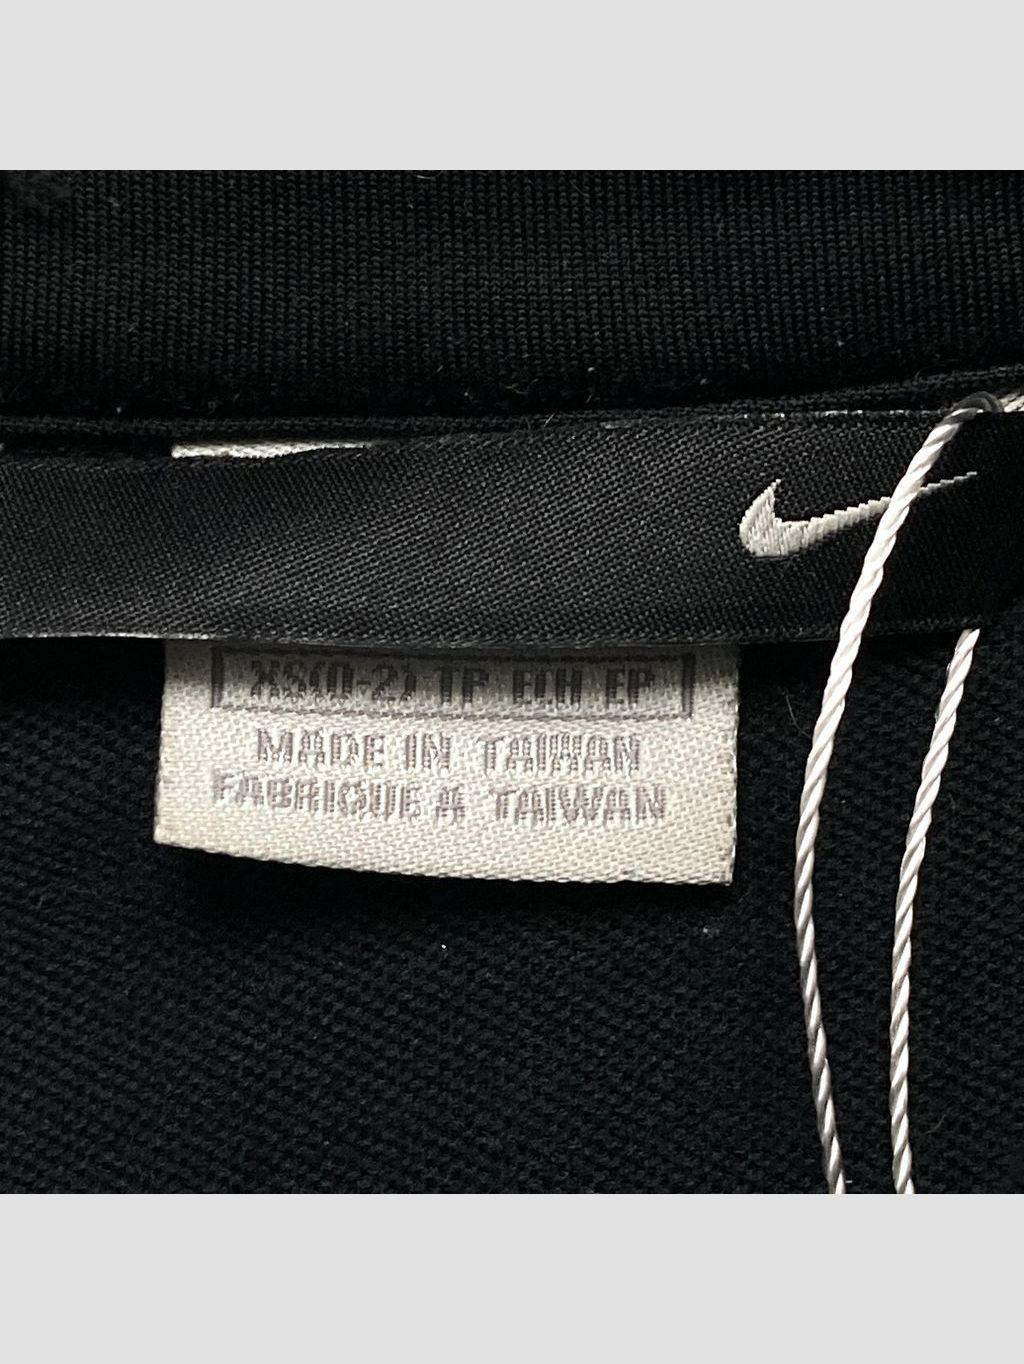 XS(0-2) TP ECH EP
MADE IN TAIWAN
FABRIQUE A TAIWAN